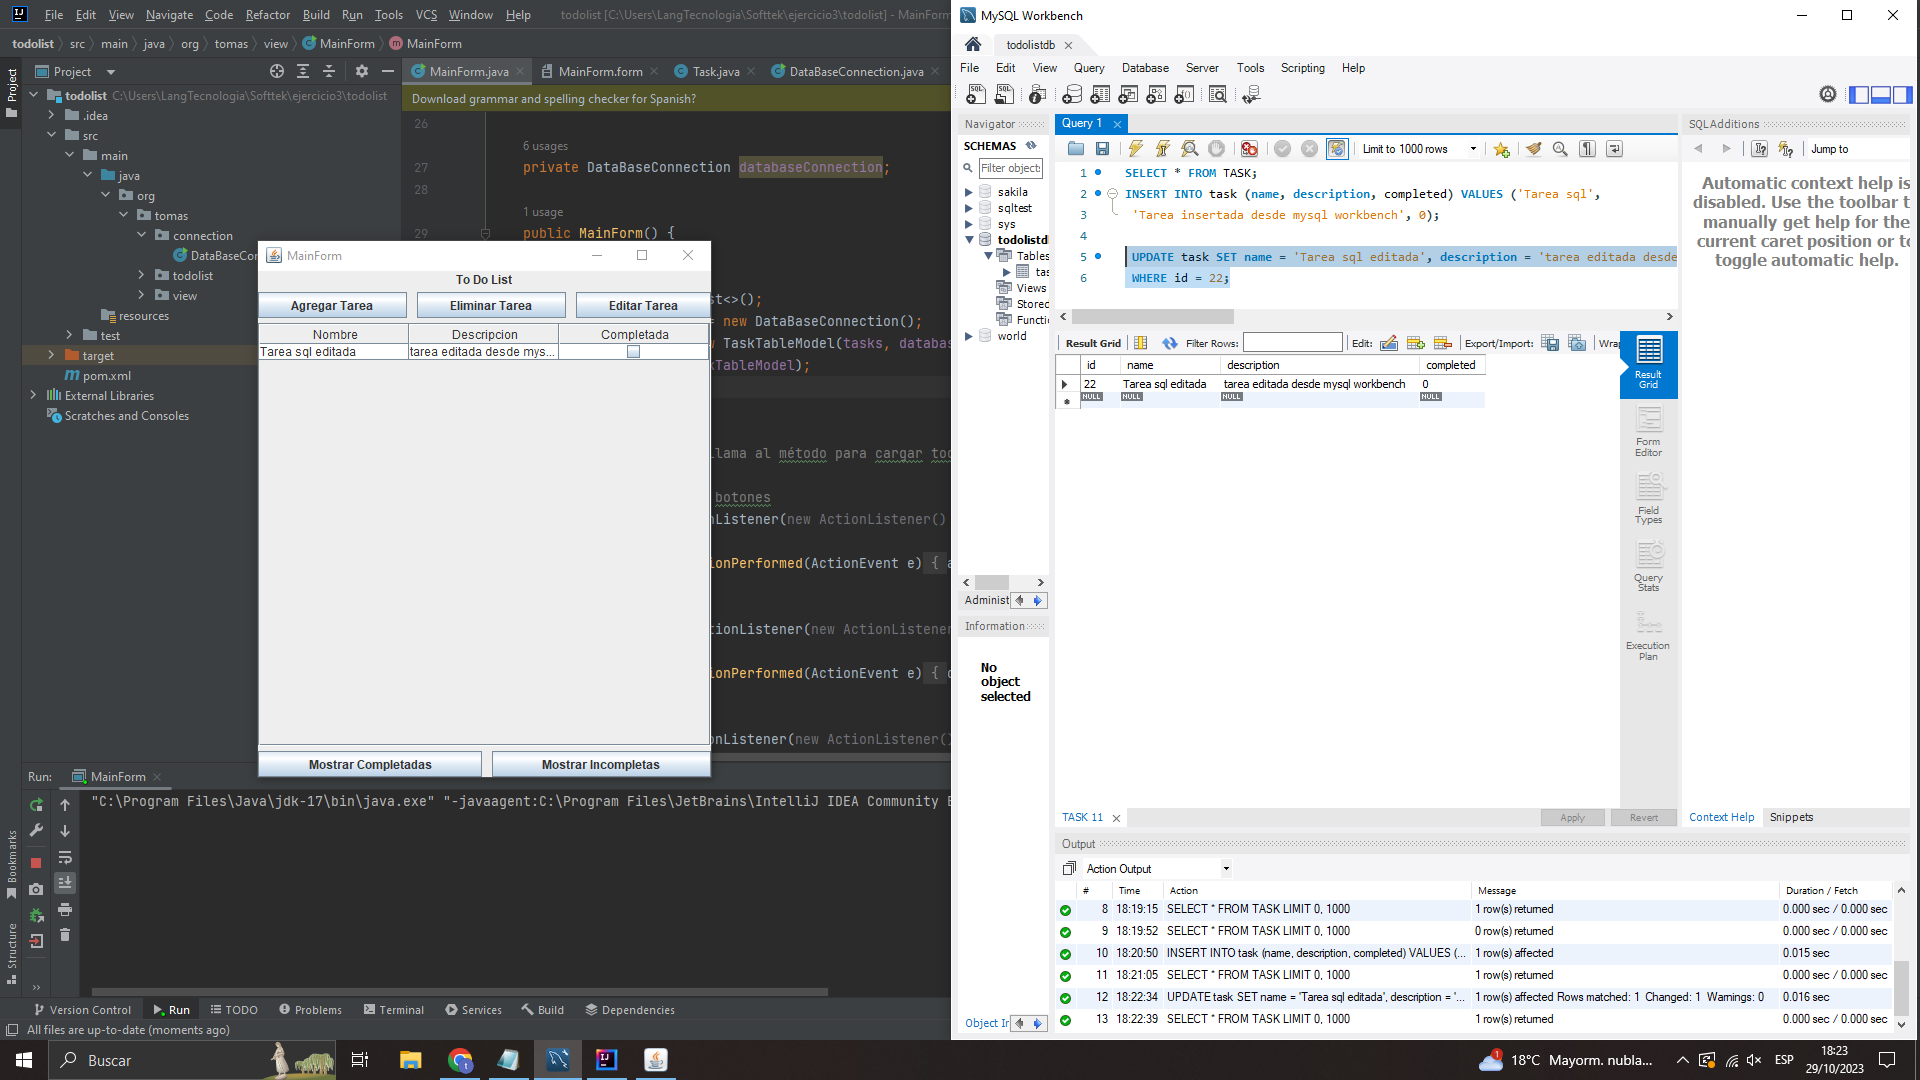 File Edit View Navigate Code Refactor Build Run Tools VCS Window Help todolist [C:\Users\LangTecnologia\Softtek\ejercicio3\todolist] - MainForm
todolist src main java org tomas view MainForm MainForm
Project
Project
MainForm.java MainForm.form Task.java DataBaseConnection.java
todolist C:\Users\LangTecnologia\Softtek\ejercicio3\todolist
.idea
src
main
java
org
tomas
connection
DataBaseCor
todolist
view
resources
test
target
pom.xml
External Libraries
Scratches and Consoles
Download grammar and spelling checker for Spanish?
26
6 usages
27 private DataBaseConnection databaseConnection;
28
1 usage
29 public MainForm() {
st<>();
= new DataBaseConnection();
TaskTableModel(tasks, databas
kTableModel);
llama al método para cargar too
botones
nListener(new ActionListener()
onPerformed(ActionEvent e) {
tionListener(new ActionListener
onPerformed(ActionEvent e) {
nListener(new ActionListener()
MainForm
To Do List
Agregar Tarea Eliminar Tarea Editar Tarea
Nombre Descripcion Completada
Tarea sql editada tarea editada desde mys...
Mostrar Completadas Mostrar Incompletas
Run: MainForm
"C:\Program Files\Java\jdk-17\bin\java.exe" "-javaagent:C:\Program Files\JetBrains\IntelliJ IDEA Community E
Bookmarks
Structure
Version Control Run TODO Problems Terminal Services Build Dependencies
All files are up-to-date (moments ago)
MySQL Workbench
todolistdb
File Edit View Query Database Server Tools Scripting Help
Navigator
SCHEMAS
Filter objects
sakila
sqltest
sys
todolistdb
Tables
tas
Views
Stored
Functi
world
Administ
Information
No
object
selected
Object Ir
Query 1
Limit to 1000 rows
1 SELECT * FROM TASK;
2 INSERT INTO task (name, description, completed) VALUES ('Tarea sql',
3 'Tarea insertada desde mysql workbench', 0);
4
5 UPDATE task SET name = 'Tarea sql editada', description = 'tarea editada desde
6 WHERE id = 22;
Result Grid Filter Rows: Edit: Export/Import: Wrap
id name description completed
22 Tarea sql editada tarea editada desde mysql workbench 0
NULL NULL NULL NULL
Result
Grid
Form
Editor
Field
Types
Query
Stats
Execution
Plan
TASK 11 Apply Revert
SQLAdditions
Jump to
Automatic context help is
disabled. Use the toolbar t
manually get help for the
current caret position or to
toggle automatic help.
Context Help Snippets
Output
Action Output
# Time Action Message Duration / Fetch
8 18:19:15 SELECT * FROM TASK LIMIT 0, 1000 1 row(s) returned 0.000 sec / 0.000 sec
9 18:19:52 SELECT * FROM TASK LIMIT 0, 1000 0 row(s) returned 0.000 sec / 0.000 sec
10 18:20:50 INSERT INTO task (name, description, completed) VALUES (... 1 row(s) affected 0.015 sec
11 18:21:05 SELECT * FROM TASK LIMIT 0, 1000 1 row(s) returned 0.000 sec / 0.000 sec
12 18:22:34 UPDATE task SET name = 'Tarea sql editada', description = '... 1 row(s) affected Rows matched: 1 Changed: 1 Warnings: 0 0.016 sec
13 18:22:39 SELECT * FROM TASK LIMIT 0, 1000 1 row(s) returned 0.000 sec / 0.000 sec
Buscar
1
18°C Mayorm. nubla...
ESP
18:23
29/10/2023